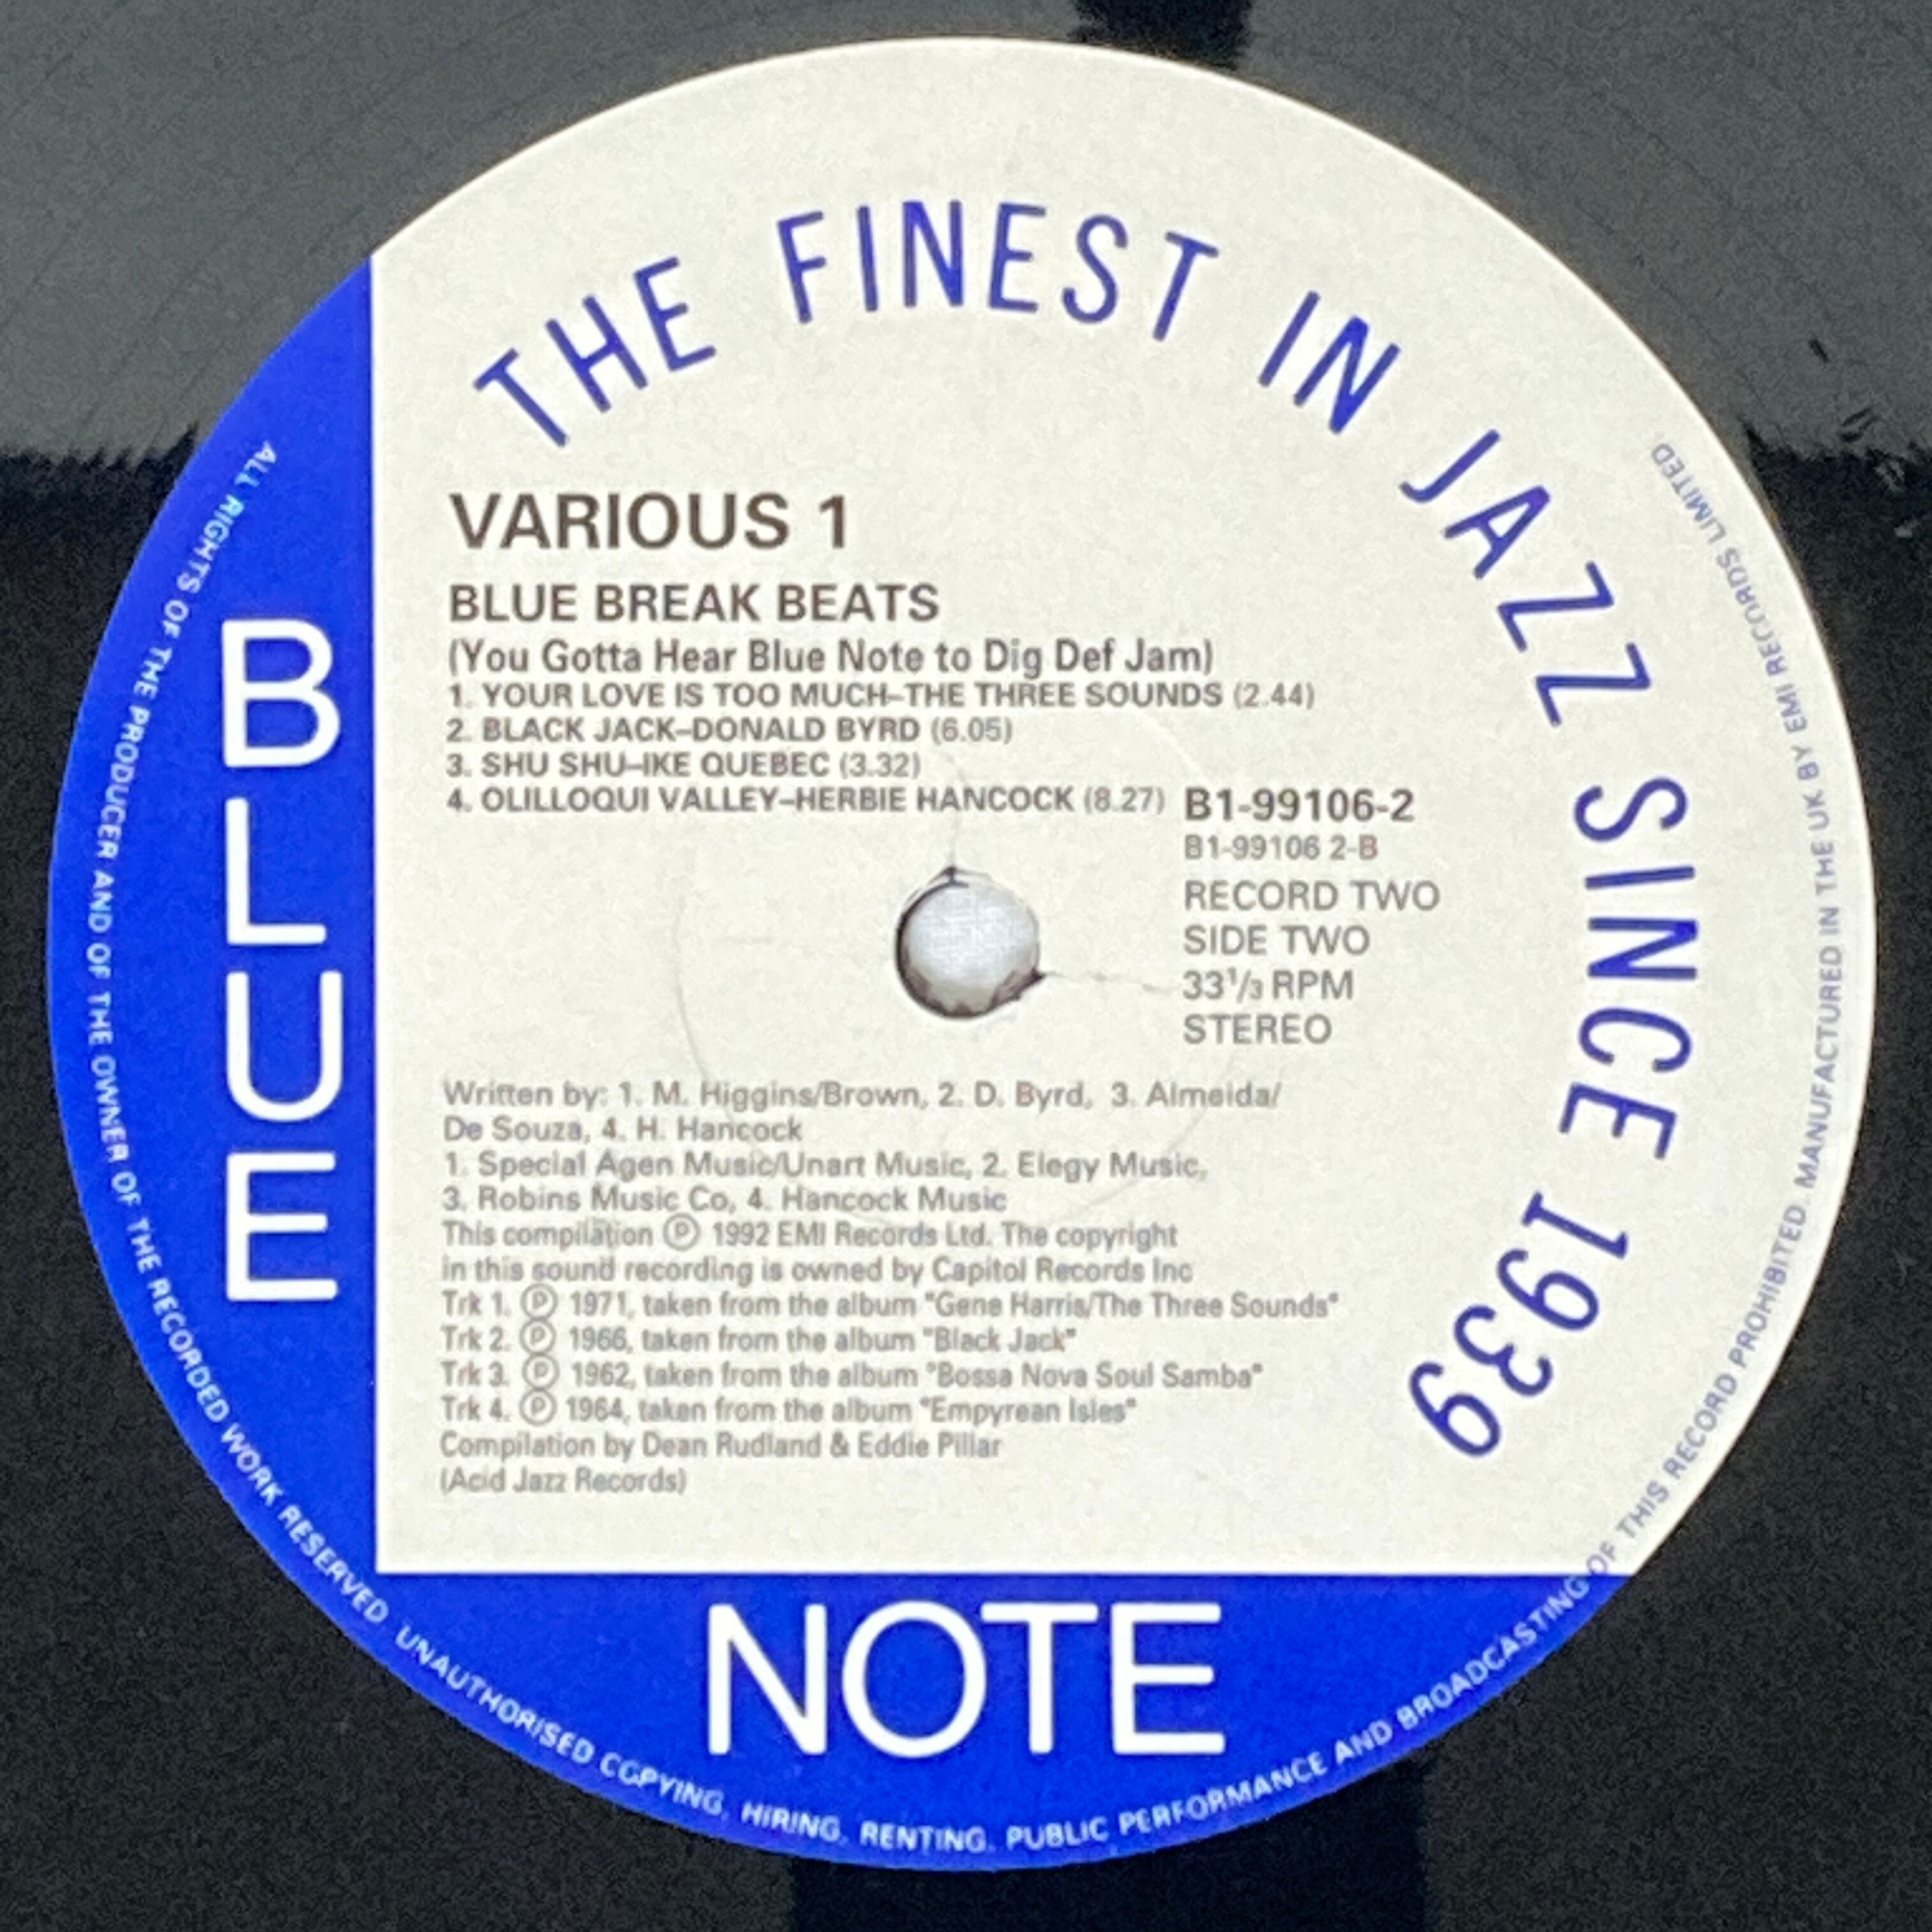 THE FINEST IN JAZZ SINCE 1939
VARIOUS 1
BLUE BREAK BEATS
(You Gotta Hear Blue Note to Dig Def Jam)
1. YOUR LOVE IS TOO MUCH–THE THREE SOUNDS (2.44)
2. BLACK JACK–DONALD BYRD (6.05)
3. SHU SHU–IKE QUEBEC (3.32)
4. OLILLOQUI VALLEY–HERBIE HANCOCK (8.27)
B1-99106-2
B1-99106 2-B
RECORD TWO
SIDE TWO
33¹/₃ RPM
STEREO
Written by: 1. M. Higgins/Brown, 2. D. Byrd, 3. Almeida/
De Souza, 4. H. Hancock
1. Special Agen Music/Unart Music, 2. Elegy Music,
3. Robins Music Co, 4. Hancock Music
This compilation ℗ 1992 EMI Records Ltd. The copyright
in this sound recording is owned by Capitol Records Inc
Trk 1. ℗ 1971, taken from the album "Gene Harris/The Three Sounds"
Trk 2. ℗ 1966, taken from the album "Black Jack"
Trk 3. ℗ 1962, taken from the album "Bossa Nova Soul Samba"
Trk 4. ℗ 1964, taken from the album "Empyrean Isles"
Compilation by Dean Rudland & Eddie Pillar
(Acid Jazz Records)
BLUE
NOTE
ALL RIGHTS OF THE PRODUCER AND OF THE OWNER OF THE RECORDED WORK RESERVED. UNAUTHORISED COPYING, HIRING, RENTING, PUBLIC PERFORMANCE AND BROADCASTING OF THIS RECORD PROHIBITED. MANUFACTURED IN THE UK BY EMI RECORDS LIMITED